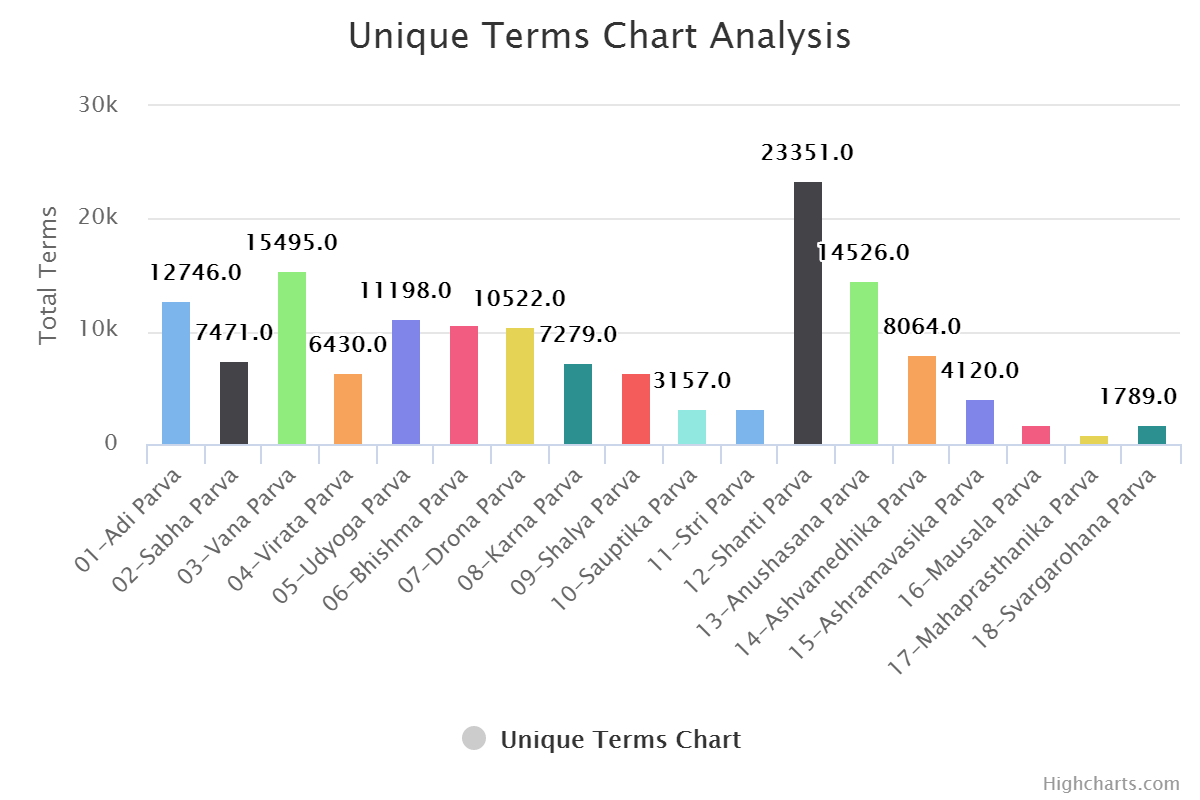 Unique Terms Chart Analysis
Total Terms
30k
20k
10k
0
12746.0
7471.0
15495.0
6430.0
11198.0
10522.0
7279.0
3157.0
23351.0
14526.0
8064.0
4120.0
1789.0
01-Adi Parva
02-Sabha Parva
03-Vana Parva
04-Virata Parva
05-Udyoga Parva
06-Bhishma Parva
07-Drona Parva
08-Karna Parva
09-Shalya Parva
10-Sauptika Parva
11-Stri Parva
12-Shanti Parva
13-Anushasana Parva
14-Ashvamedhika Parva
15-Ashramavasika Parva
16-Mausala Parva
17-Mahaprasthanika Parva
18-Svargarohana Parva
Unique Terms Chart
Highcharts.com